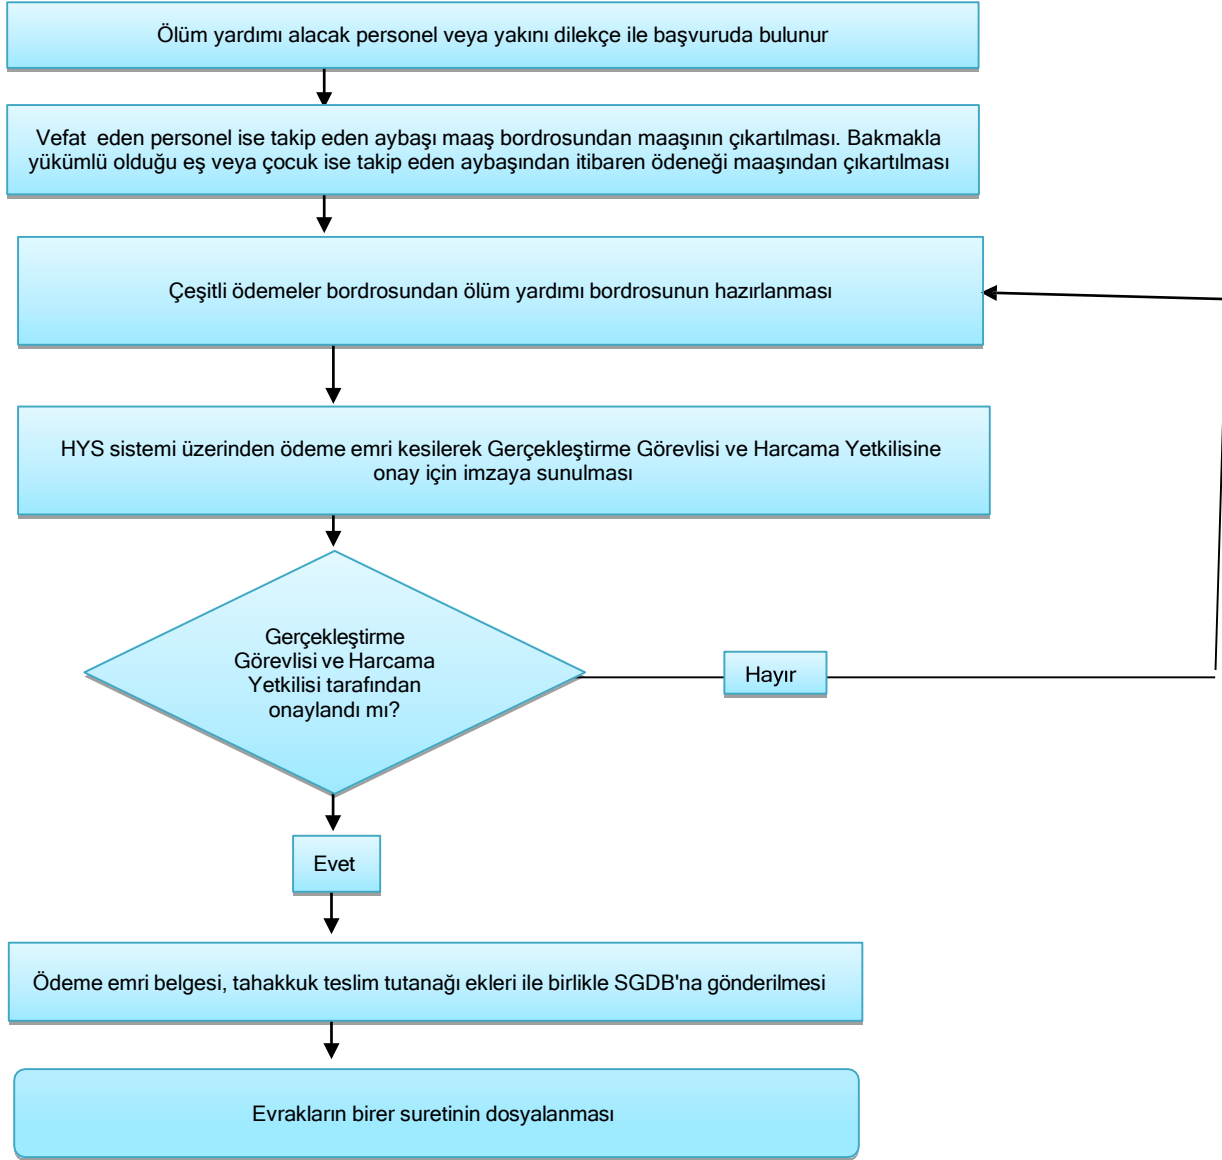 Ölüm yardımı alacak personel veya yakını dilekçe ile başvuruda bulunur
Vefat  eden personel ise takip eden aybaşı maaş bordrosundan maaşının çıkartılması. Bakmakla
yükümlü olduğu eş veya çocuk ise takip eden aybaşından itibaren ödeneği maaşından çıkartılması
Çeşitli ödemeler bordrosundan ölüm yardımı bordrosunun hazırlanması
HYS sistemi üzerinden ödeme emri kesilerek Gerçekleştirme Görevlisi ve Harcama Yetkilisine
onay için imzaya sunulması
Gerçekleştirme
Görevlisi ve Harcama
Yetkilisi tarafından
onaylandı mı?
Hayır
Evet
Ödeme emri belgesi, tahakkuk teslim tutanağı ekleri ile birlikle SGDB'na gönderilmesi
Evrakların birer suretinin dosyalanması